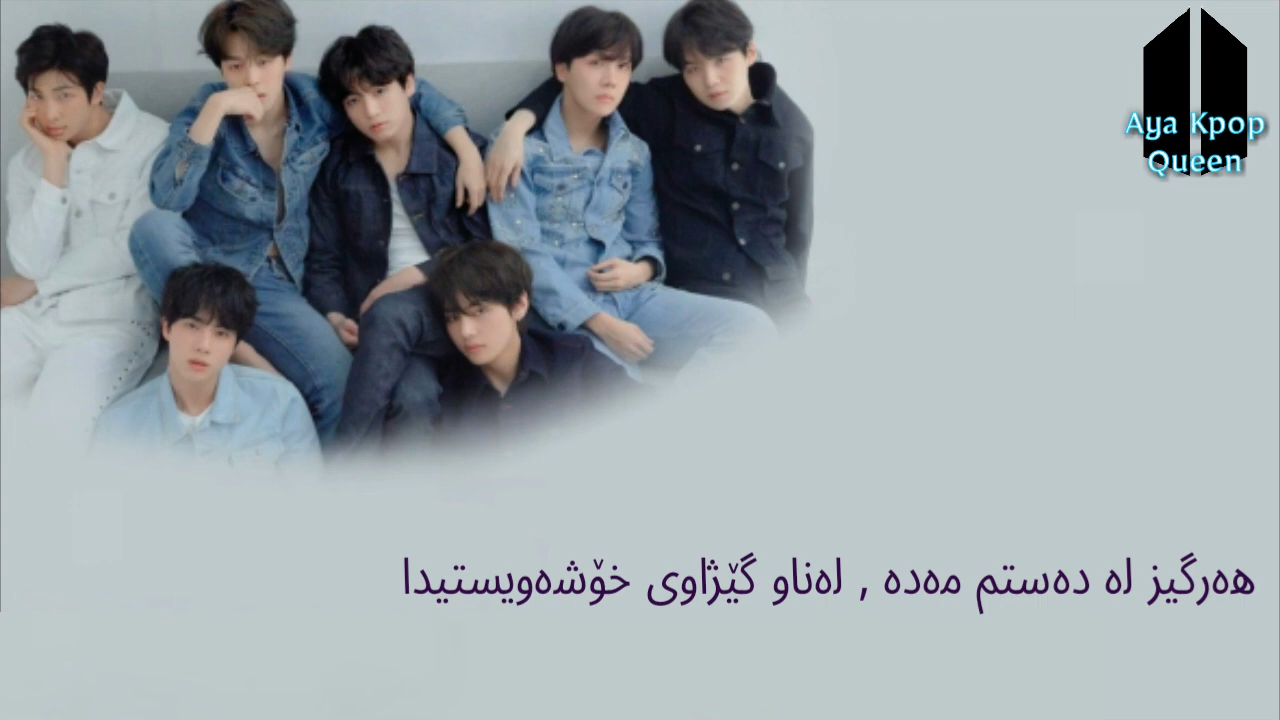 Aya Kpop
Queen
هەرگیز لە دەستم مەدە , لەناو گێژاوی خۆشەویستیدا